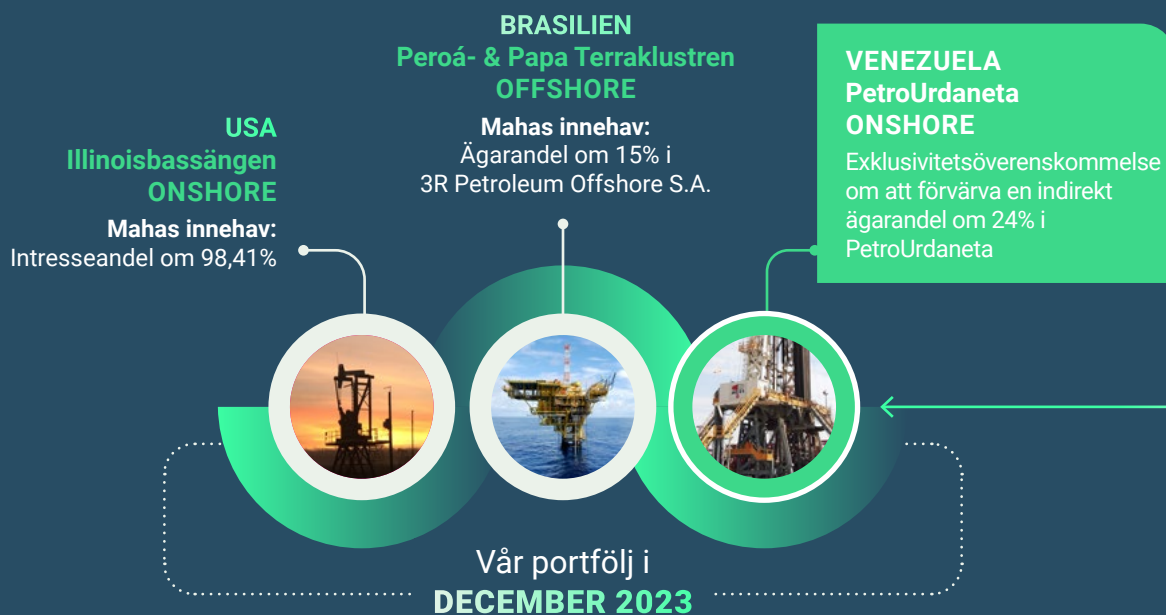 USA
Illinoisbassängen
ONSHORE
Mahas innehav:
Intresseandel om 98,41%
BRASILIEN
Peroá- & Papa Terraklustren
OFFSHORE
Mahas innehav:
Ägarandel om 15% i
3R Petroleum Offshore S.A.
VENEZUELA
PetroUrdaneta
ONSHORE
Exklusivitetsöverenskommelse
om att förvärva en indirekt
ägarandel om 24% i
PetroUrdaneta
Vår portfölj i
DECEMBER 2023